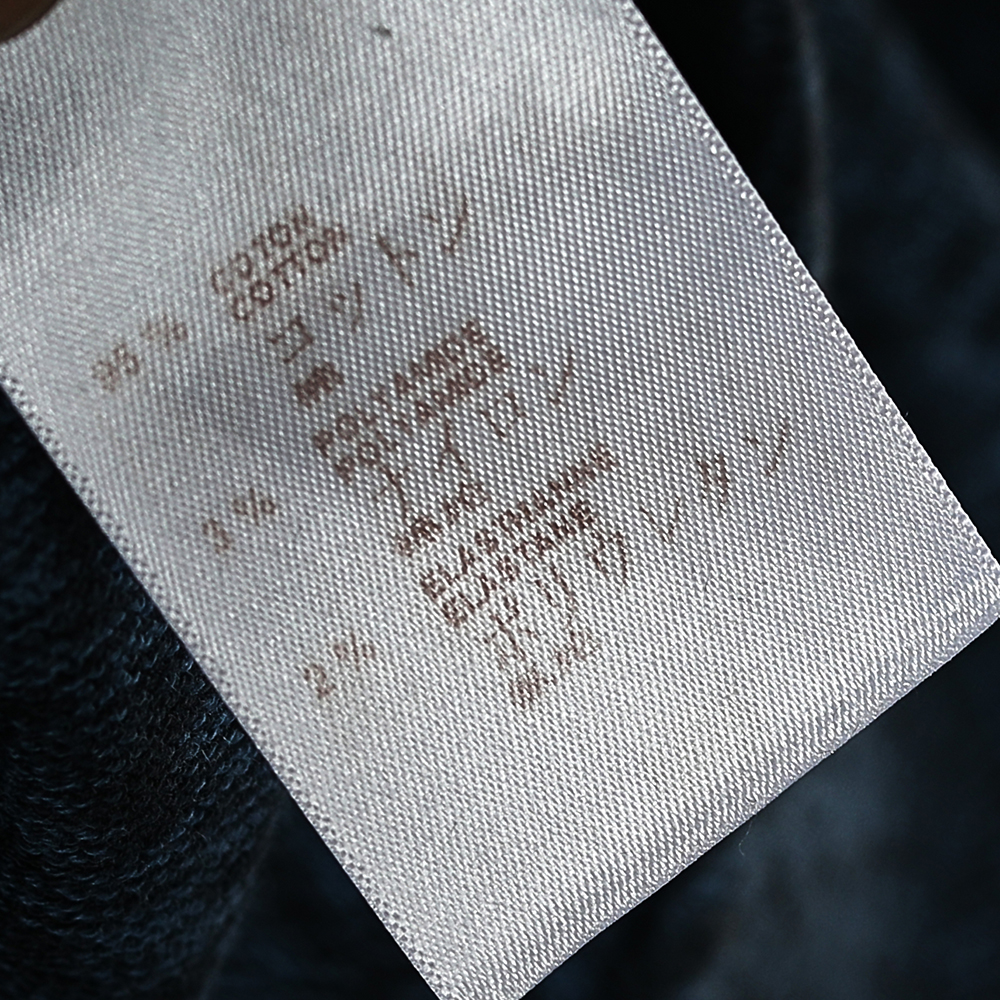 95 % COTON
COTTON
コットン
3 % POLYAMIDE
POLYAMIDE
ナイロン
2 % ELASTHANNE
ELASTANE
ポリウレタン